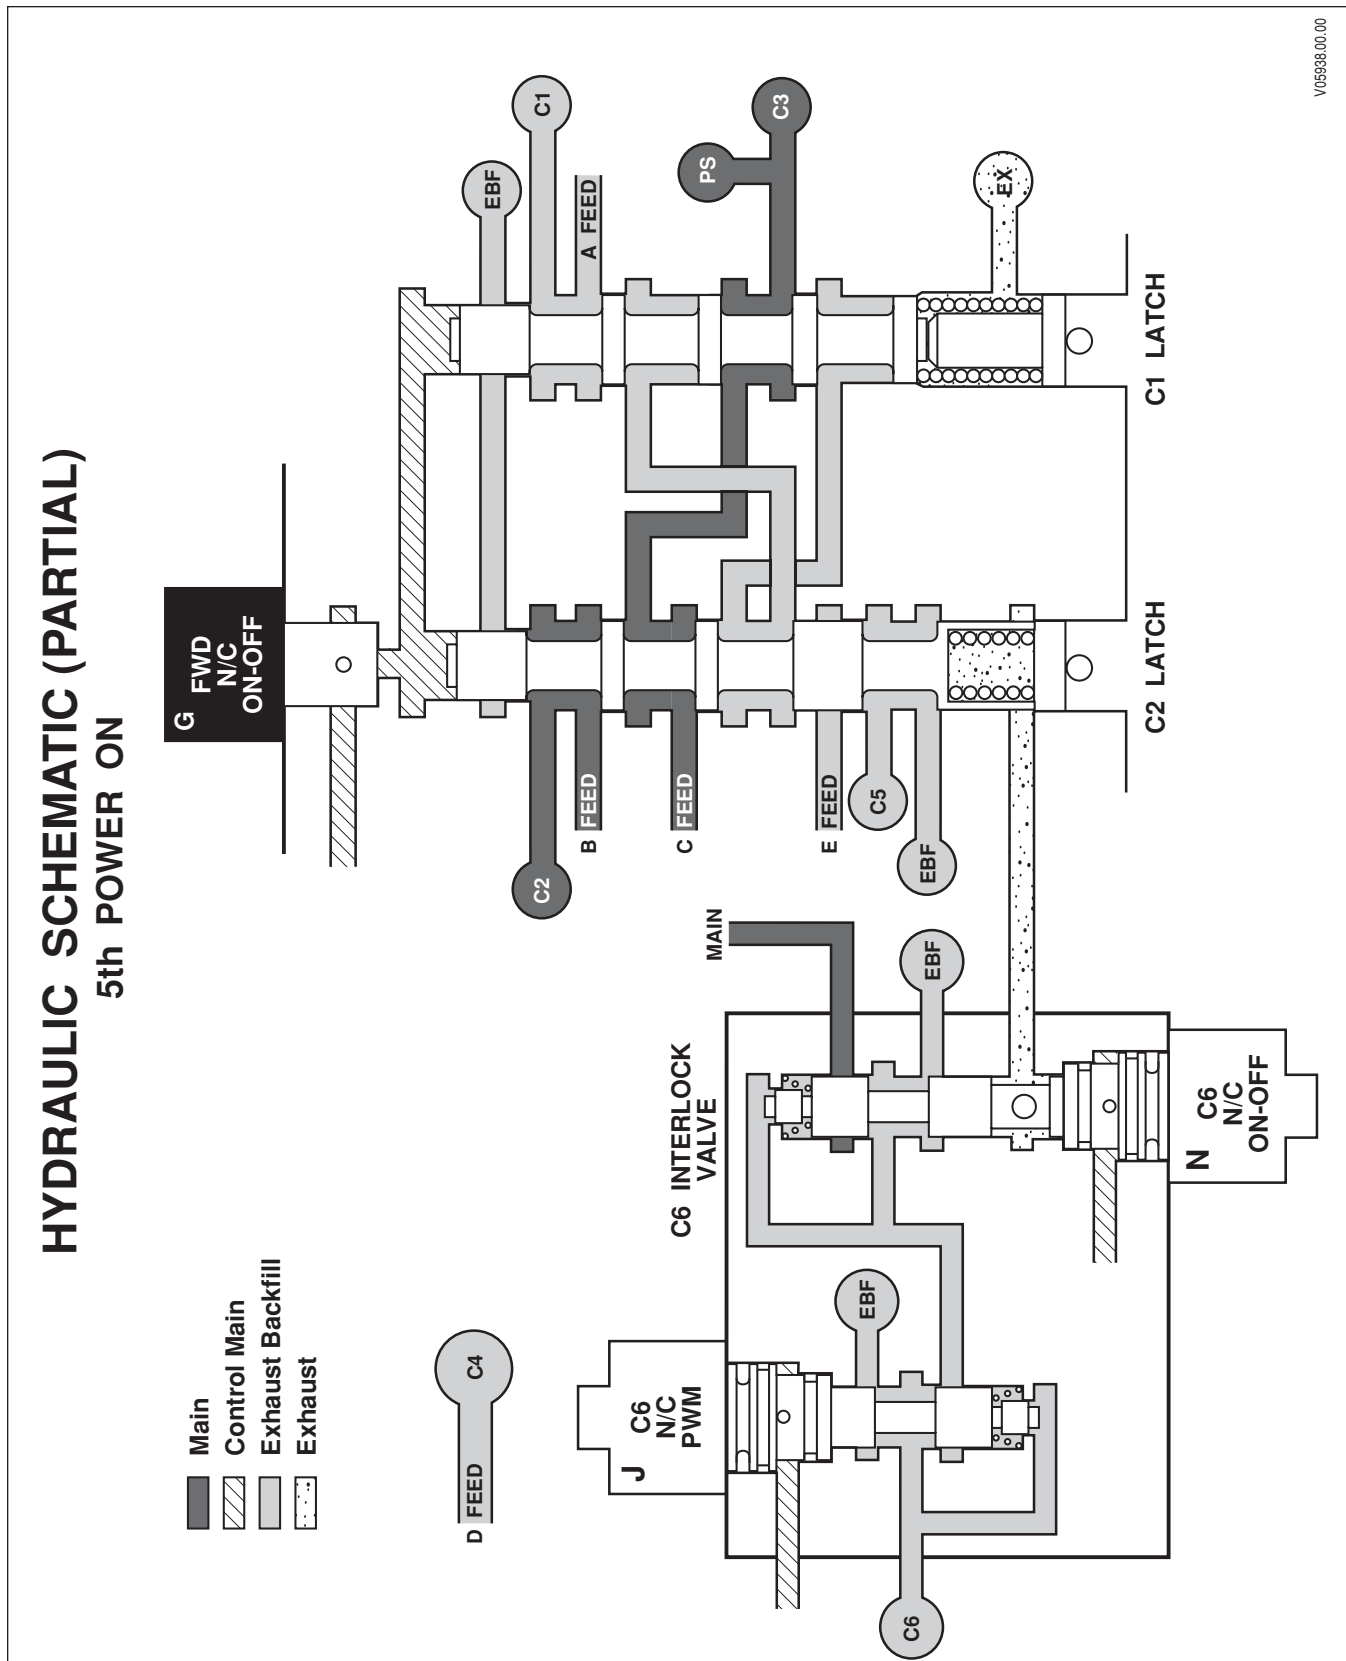 HYDRAULIC SCHEMATIC (PARTIAL)
5th POWER ON
Main
Control Main
Exhaust Backfill
Exhaust
D FEED
C4
J
C6
N/C
PWM
C6
EBF
C6 INTERLOCK
VALVE
MAIN
EBF
N
C6
N/C
ON-OFF
G
FWD
N/C
ON-OFF
C2
B FEED
C FEED
E FEED
C5
EBF
C2 LATCH
EBF
C1
A FEED
PS
C3
EX
C1 LATCH
V05938.00.00